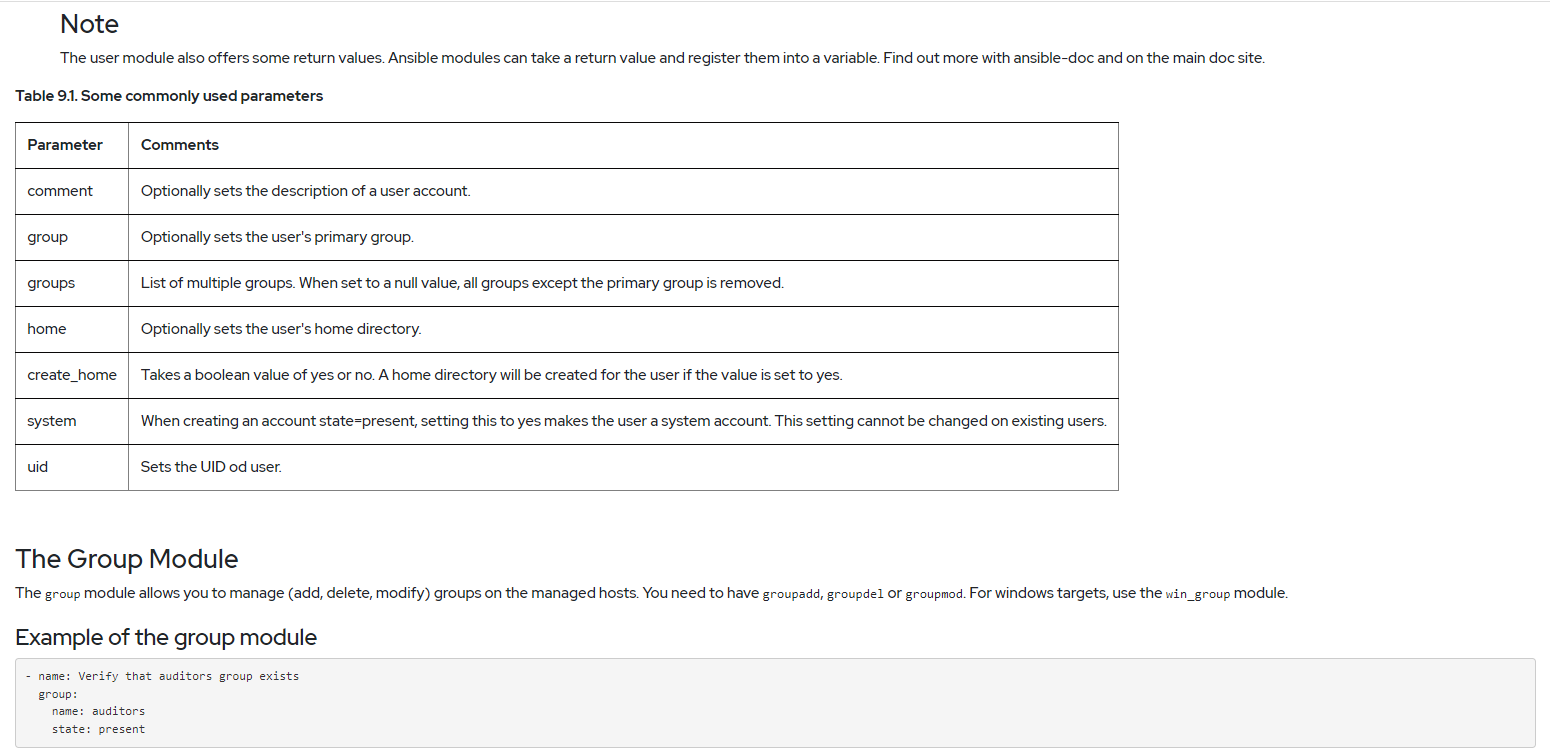 Note
The user module also offers some return values. Ansible modules can take a return value and register them into a variable. Find out more with ansible-doc and on the main doc site.
Table 9.1. Some commonly used parameters
Parameter Comments
comment Optionally sets the description of a user account.
group Optionally sets the user's primary group.
groups List of multiple groups. When set to a null value, all groups except the primary group is removed.
home Optionally sets the user's home directory.
create_home Takes a boolean value of yes or no. A home directory will be created for the user if the value is set to yes.
system When creating an account state=present, setting this to yes makes the user a system account. This setting cannot be changed on existing users.
uid Sets the UID od user.
The Group Module
The group module allows you to manage (add, delete, modify) groups on the managed hosts. You need to have groupadd, groupdel or groupmod. For windows targets, use the win_group module.
Example of the group module
- name: Verify that auditors group exists
  group:
    name: auditors
    state: present